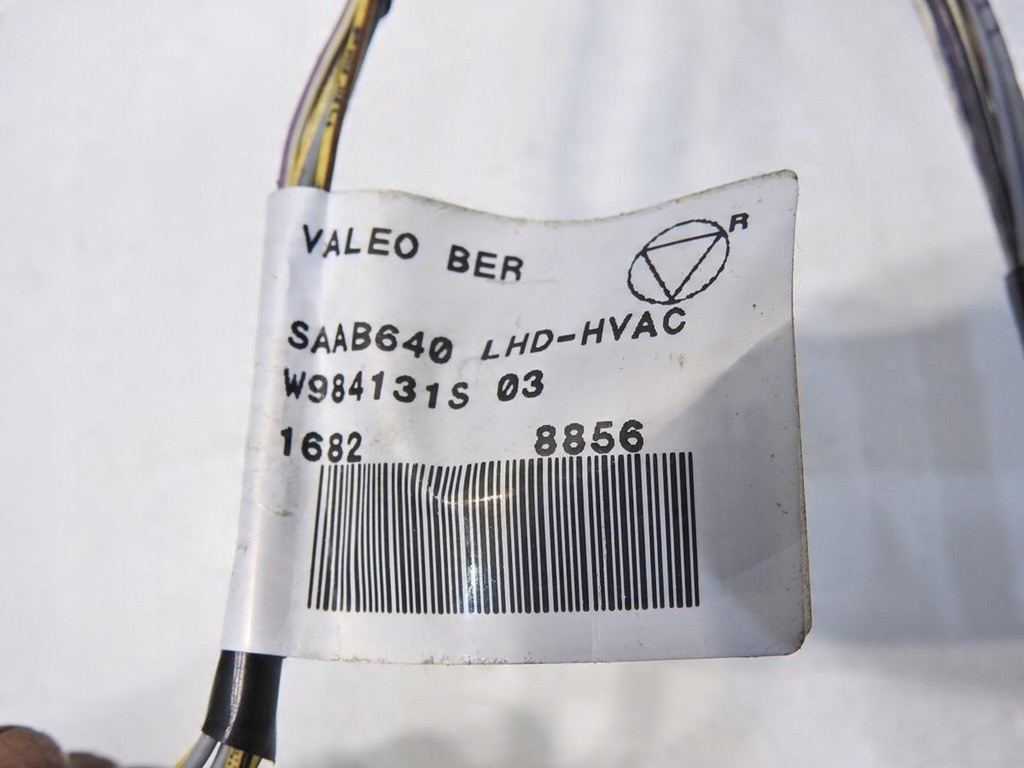 VALEO BER
R
SAAB640 LHD-HVAC
W984131S 03
1682 8856